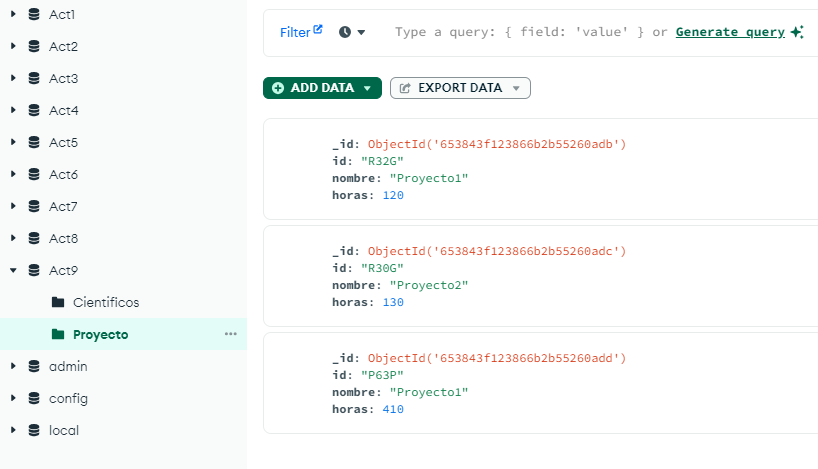 Act1
Act2
Act3
Act4
Act5
Act6
Act7
Act8
Act9
Cientificos
Proyecto
admin
config
local
Filter
Type a query: { field: 'value' } or Generate query
ADD DATA
EXPORT DATA
_id: ObjectId('653843f123866b2b55260adb')
id: "R32G"
nombre: "Proyecto1"
horas: 120
_id: ObjectId('653843f123866b2b55260adc')
id: "R30G"
nombre: "Proyecto2"
horas: 130
_id: ObjectId('653843f123866b2b55260add')
id: "P63P"
nombre: "Proyecto1"
horas: 410